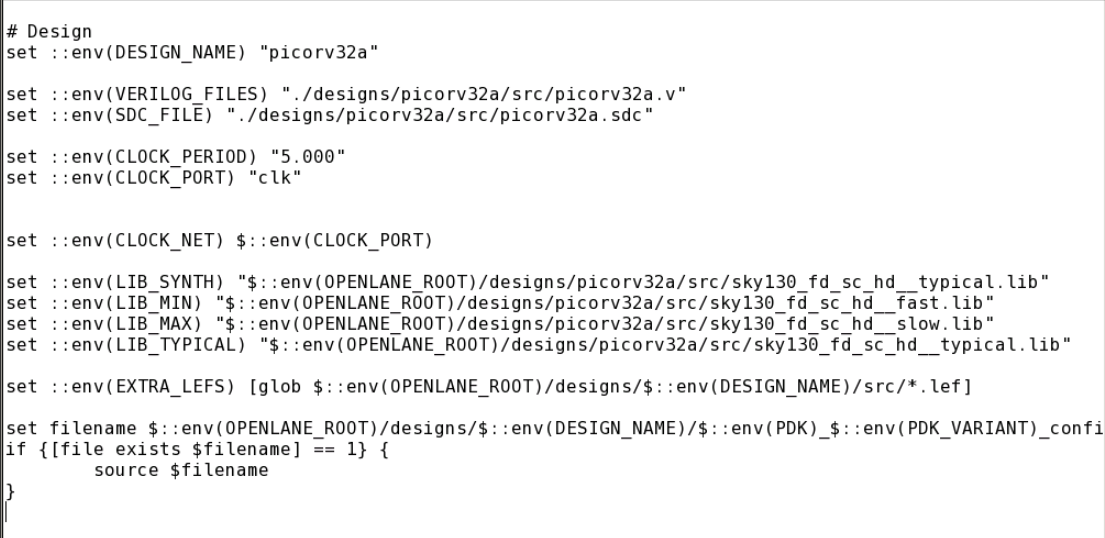 # Design
set ::env(DESIGN_NAME) "picorv32a"
set ::env(VERILOG_FILES) "./designs/picorv32a/src/picorv32a.v"
set ::env(SDC_FILE) "./designs/picorv32a/src/picorv32a.sdc"
set ::env(CLOCK_PERIOD) "5.000"
set ::env(CLOCK_PORT) "clk"
set ::env(CLOCK_NET) $::env(CLOCK_PORT)
set ::env(LIB_SYNTH) "$::env(OPENLANE_ROOT)/designs/picorv32a/src/sky130_fd_sc_hd__typical.lib"
set ::env(LIB_MIN) "$::env(OPENLANE_ROOT)/designs/picorv32a/src/sky130_fd_sc_hd__fast.lib"
set ::env(LIB_MAX) "$::env(OPENLANE_ROOT)/designs/picorv32a/src/sky130_fd_sc_hd__slow.lib"
set ::env(LIB_TYPICAL) "$::env(OPENLANE_ROOT)/designs/picorv32a/src/sky130_fd_sc_hd__typical.lib"
set ::env(EXTRA_LEFS) [glob $::env(OPENLANE_ROOT)/designs/$::env(DESIGN_NAME)/src/*.lef]
set filename $::env(OPENLANE_ROOT)/designs/$::env(DESIGN_NAME)/$::env(PDK)_$::env(PDK_VARIANT)_confi
if {[file exists $filename] == 1} {
        source $filename
}